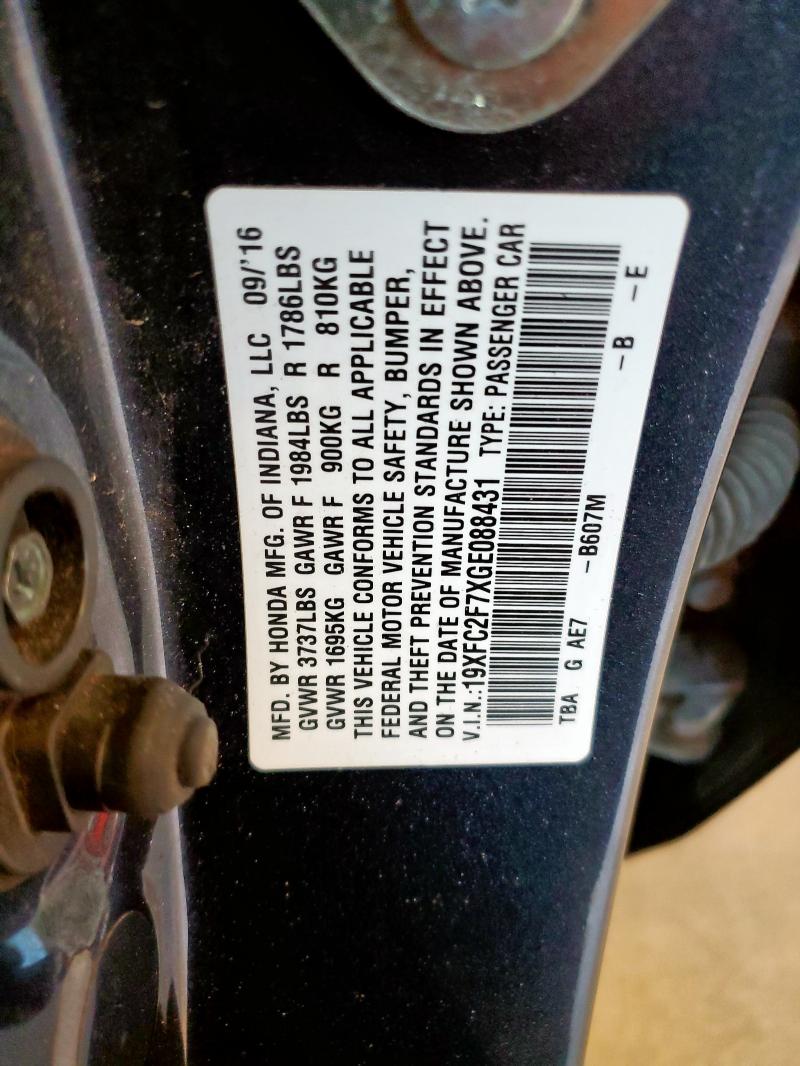 MFD. BY HONDA MFG. OF INDIANA, LLC 09/'16
GVWR 3737LBS GAWR F 1984LBS R 1786LBS
GVWR 1695KG GAWR F 900KG R 810KG
THIS VEHICLE CONFORMS TO ALL APPLICABLE
FEDERAL MOTOR VEHICLE SAFETY, BUMPER,
AND THEFT PREVENTION STANDARDS IN EFFECT
ON THE DATE OF MANUFACTURE SHOWN ABOVE.
V.I.N.:19XFC2F7XGE088431 TYPE: PASSENGER CAR
TBA G AE7 -B607M -B -E